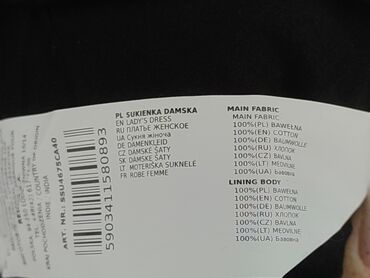 PL SUKIENKA DAMSKA
EN LADY'S DRESS
RU ПЛАТЬЕ ЖЕНСКОЕ
UA Сукня жіноча
DE DAMENKLEID
CZ DÁMSKÉ ŠATY
SK DÁMSKE ŠATY
LT MOTERIŠKA SUKNELĖ
FR ROBE FEMME
5903411580893
ART. NR.: SSU4675CA40
MAIN FABRIC
MAIN FABRIC
100%(PL) BAWEŁNA
100%(EN) COTTON
100%(DE) BAUMWOLLE
100%(RU) ХЛОПОК
100%(CZ) BAVLNA
100%(LT) MEDVILNE
100%(UA) Бавовна
LINING BODY
100%(PL) BAWEŁNA
100%(EN) COTTON
100%(DE) BAUMWOLLE
100%(RU) ХЛОПОК
100%(CZ) BAVLNA
100%(LT) MEDVILNE
100%(UA) Бавовна
INDIE INDIA